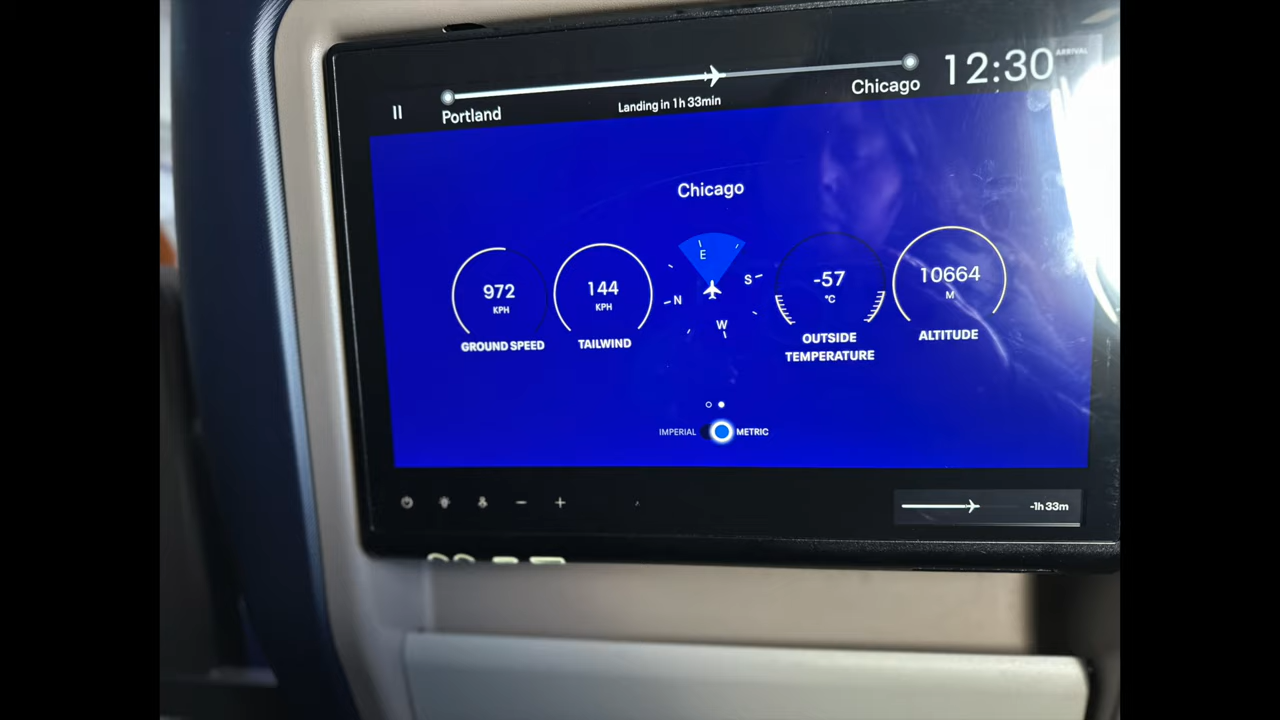 12:30 ARRIVAL
Portland
Landing in 1h 33min
Chicago
Chicago
972
KPH
GROUND SPEED
144
KPH
TAILWIND
E
N
S
W
-57
°C
OUTSIDE
TEMPERATURE
10664
M
ALTITUDE
IMPERIAL METRIC
-1h 33m